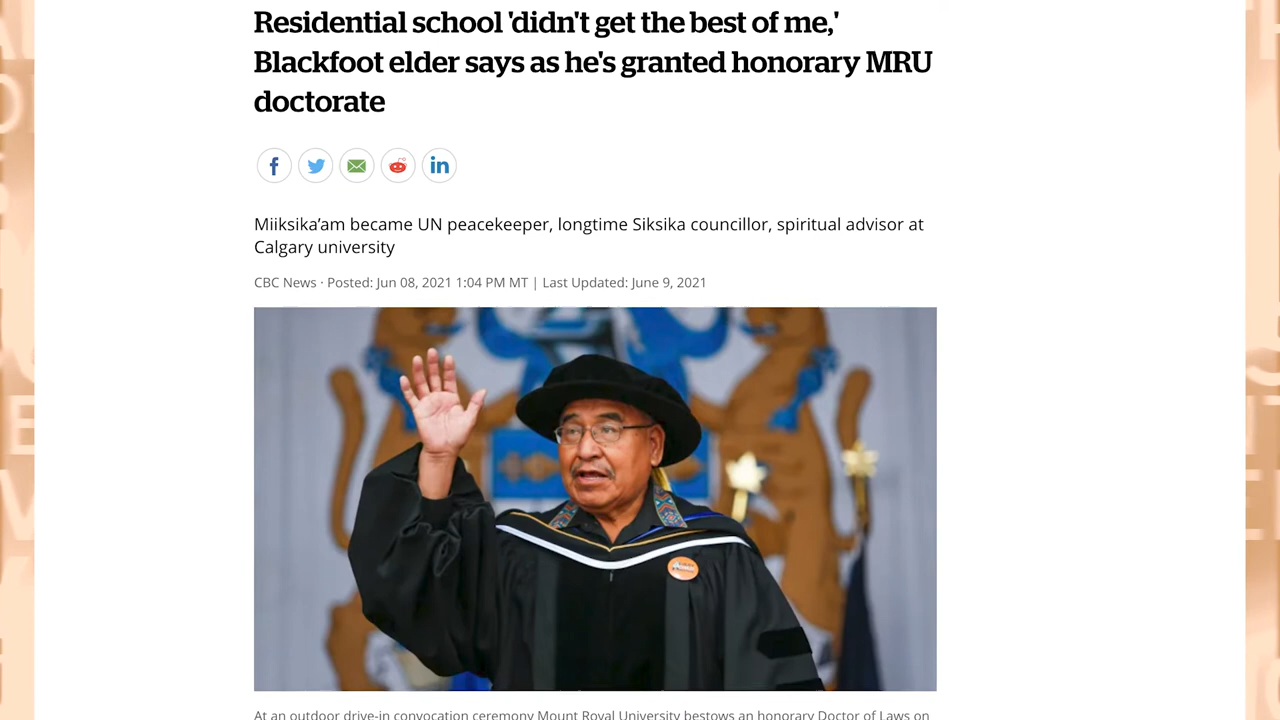 Residential school 'didn't get the best of me,'
Blackfoot elder says as he's granted honorary MRU
doctorate
f
in
Miiksika’am became UN peacekeeper, longtime Siksika councillor, spiritual advisor at
Calgary university
CBC News · Posted: Jun 08, 2021 1:04 PM MT | Last Updated: June 9, 2021
At an outdoor drive-in convocation ceremony Mount Royal University bestows an honorary Doctor of Laws on